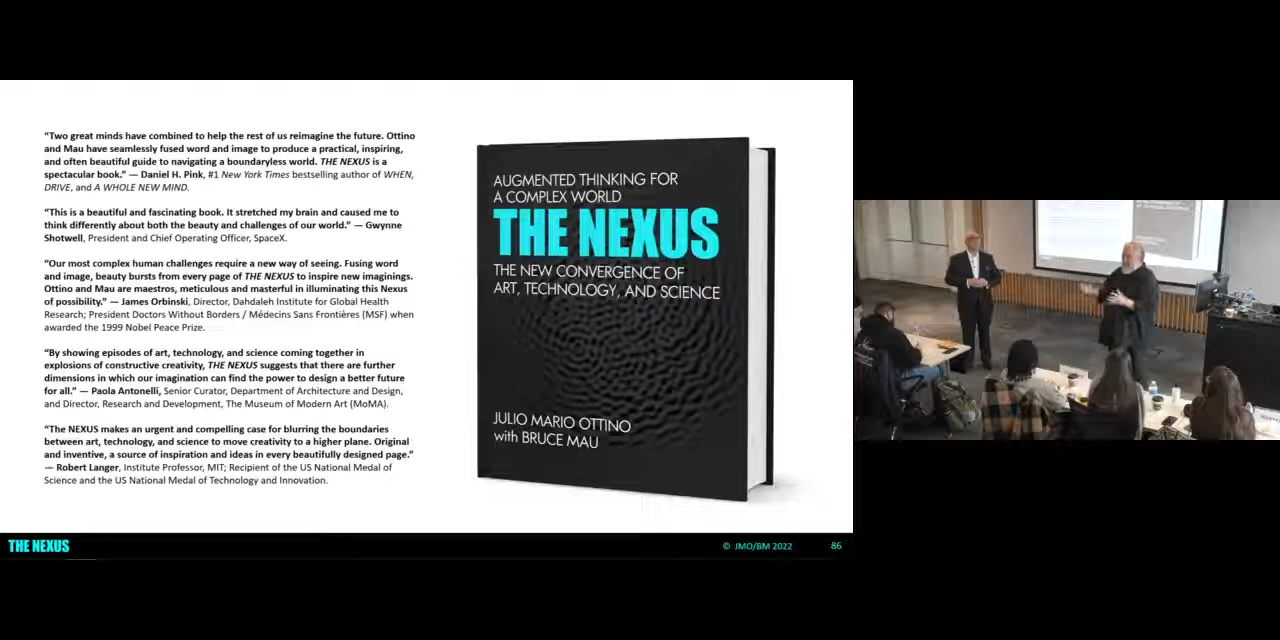 “Two great minds have combined to help the rest of us reimagine the future. Ottino
and Mau have seamlessly fused word and image to produce a practical, inspiring,
and often beautiful guide to navigating a boundaryless world. THE NEXUS is a
spectacular book.” — Daniel H. Pink, #1 New York Times bestselling author of WHEN,
DRIVE, and A WHOLE NEW MIND.
“This is a beautiful and fascinating book. It stretched my brain and caused me to
think differently about both the beauty and challenges of our world.” — Gwynne
Shotwell, President and Chief Operating Officer, SpaceX.
“Our most complex human challenges require a new way of seeing. Fusing word
and image, beauty bursts from every page of THE NEXUS to inspire new imaginings.
Ottino and Mau are maestros, meticulous and masterful in illuminating this Nexus
of possibility.” — James Orbinski, Director, Dahdaleh Institute for Global Health
Research; President Doctors Without Borders / Médecins Sans Frontières (MSF) when
awarded the 1999 Nobel Peace Prize.
“By showing episodes of art, technology, and science coming together in
explosions of constructive creativity, THE NEXUS suggests that there are further
dimensions in which our imagination can find the power to design a better future
for all.” — Paola Antonelli, Senior Curator, Department of Architecture and Design,
and Director, Research and Development, The Museum of Modern Art (MoMA).
“The NEXUS makes an urgent and compelling case for blurring the boundaries
between art, technology, and science to move creativity to a higher plane. Original
and inventive, a source of inspiration and ideas in every beautifully designed page.”
— Robert Langer, Institute Professor, MIT; Recipient of the US National Medal of
Science and the US National Medal of Technology and Innovation.
AUGMENTED THINKING FOR
A COMPLEX WORLD
THE NEXUS
THE NEW CONVERGENCE OF
ART, TECHNOLOGY, AND SCIENCE
JULIO MARIO OTTINO
with BRUCE MAU
THE NEXUS
© JMO/BM 2022
86